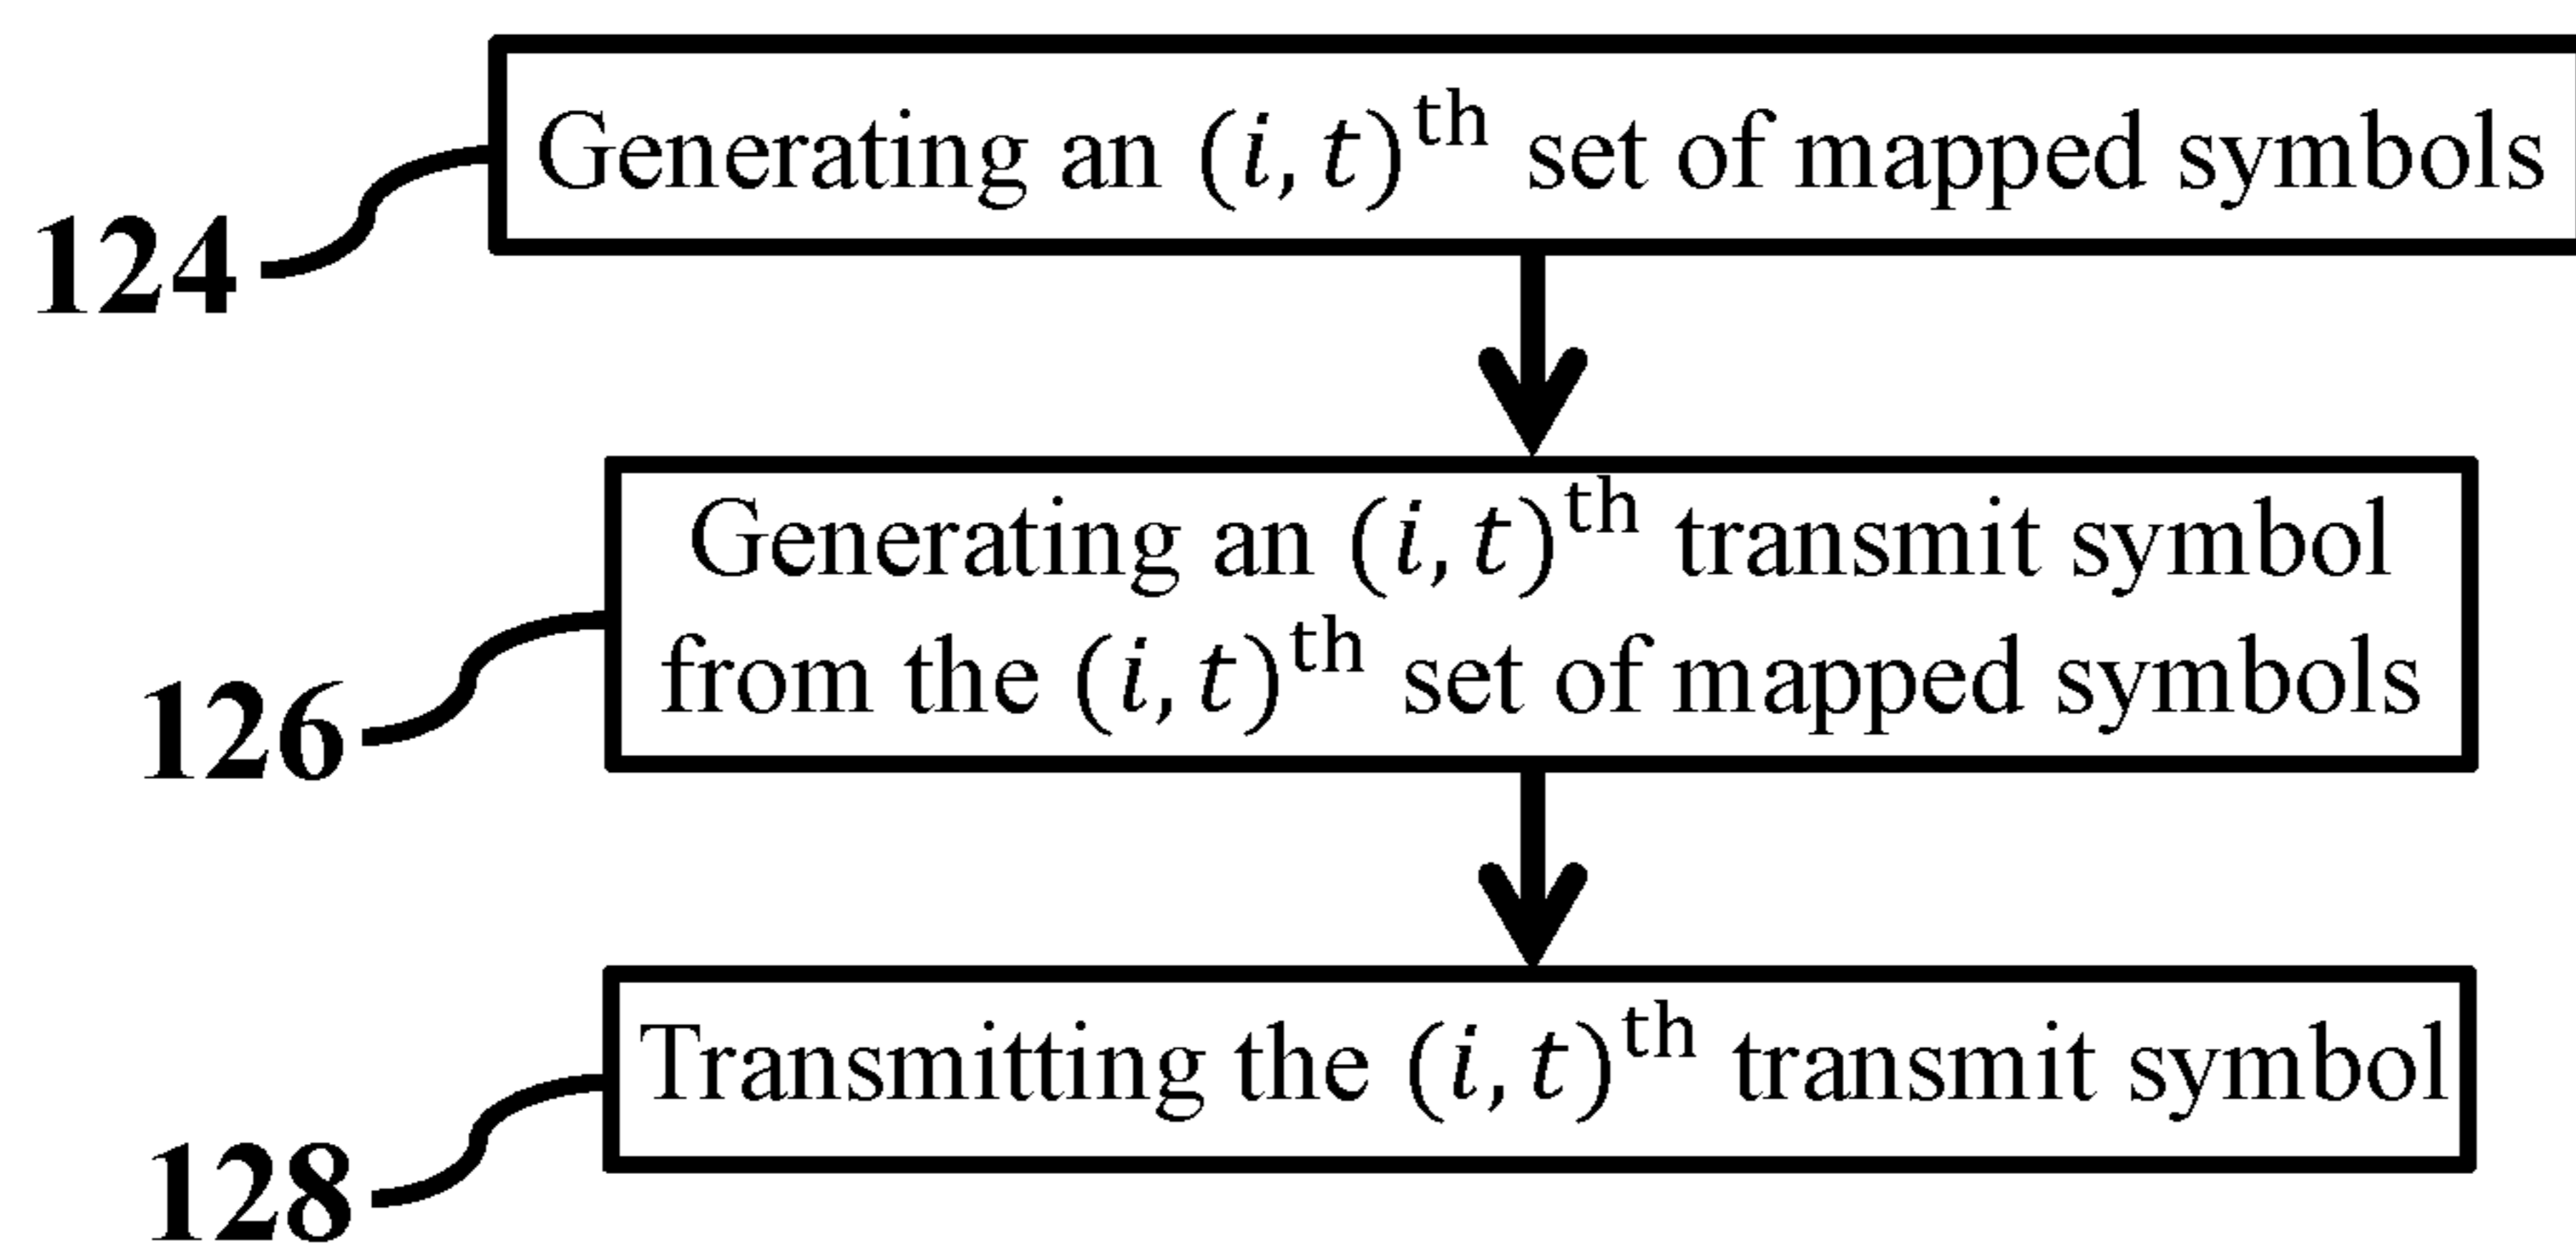 Generating an (i, t)th set of mapped symbols
124
Generating an (i, t)th transmit symbol
from the (i, t)th set of mapped symbols
126
Transmitting the (i, t)th transmit symbol
128